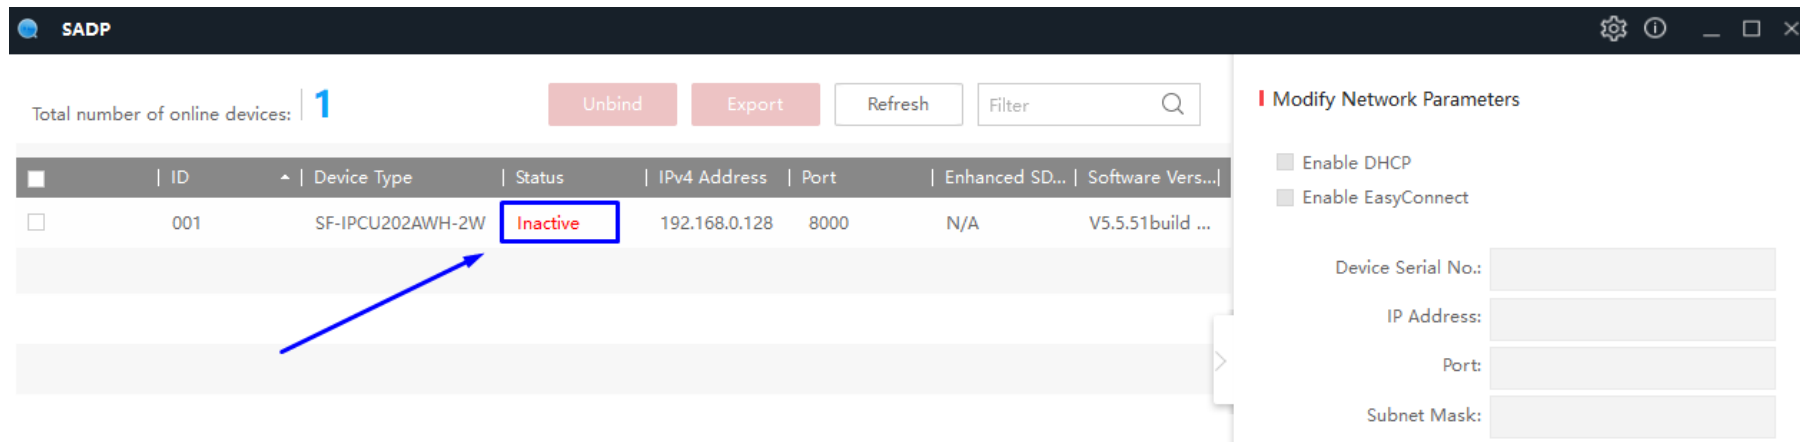 SADP
Total number of online devices: 1
Unbind Export Refresh Filter
ID Device Type Status IPv4 Address Port Enhanced SD... Software Vers...
001 SF-IPCU202AWH-2W Inactive 192.168.0.128 8000 N/A V5.5.51build ...
Modify Network Parameters
Enable DHCP
Enable EasyConnect
Device Serial No.:
IP Address:
Port:
Subnet Mask: